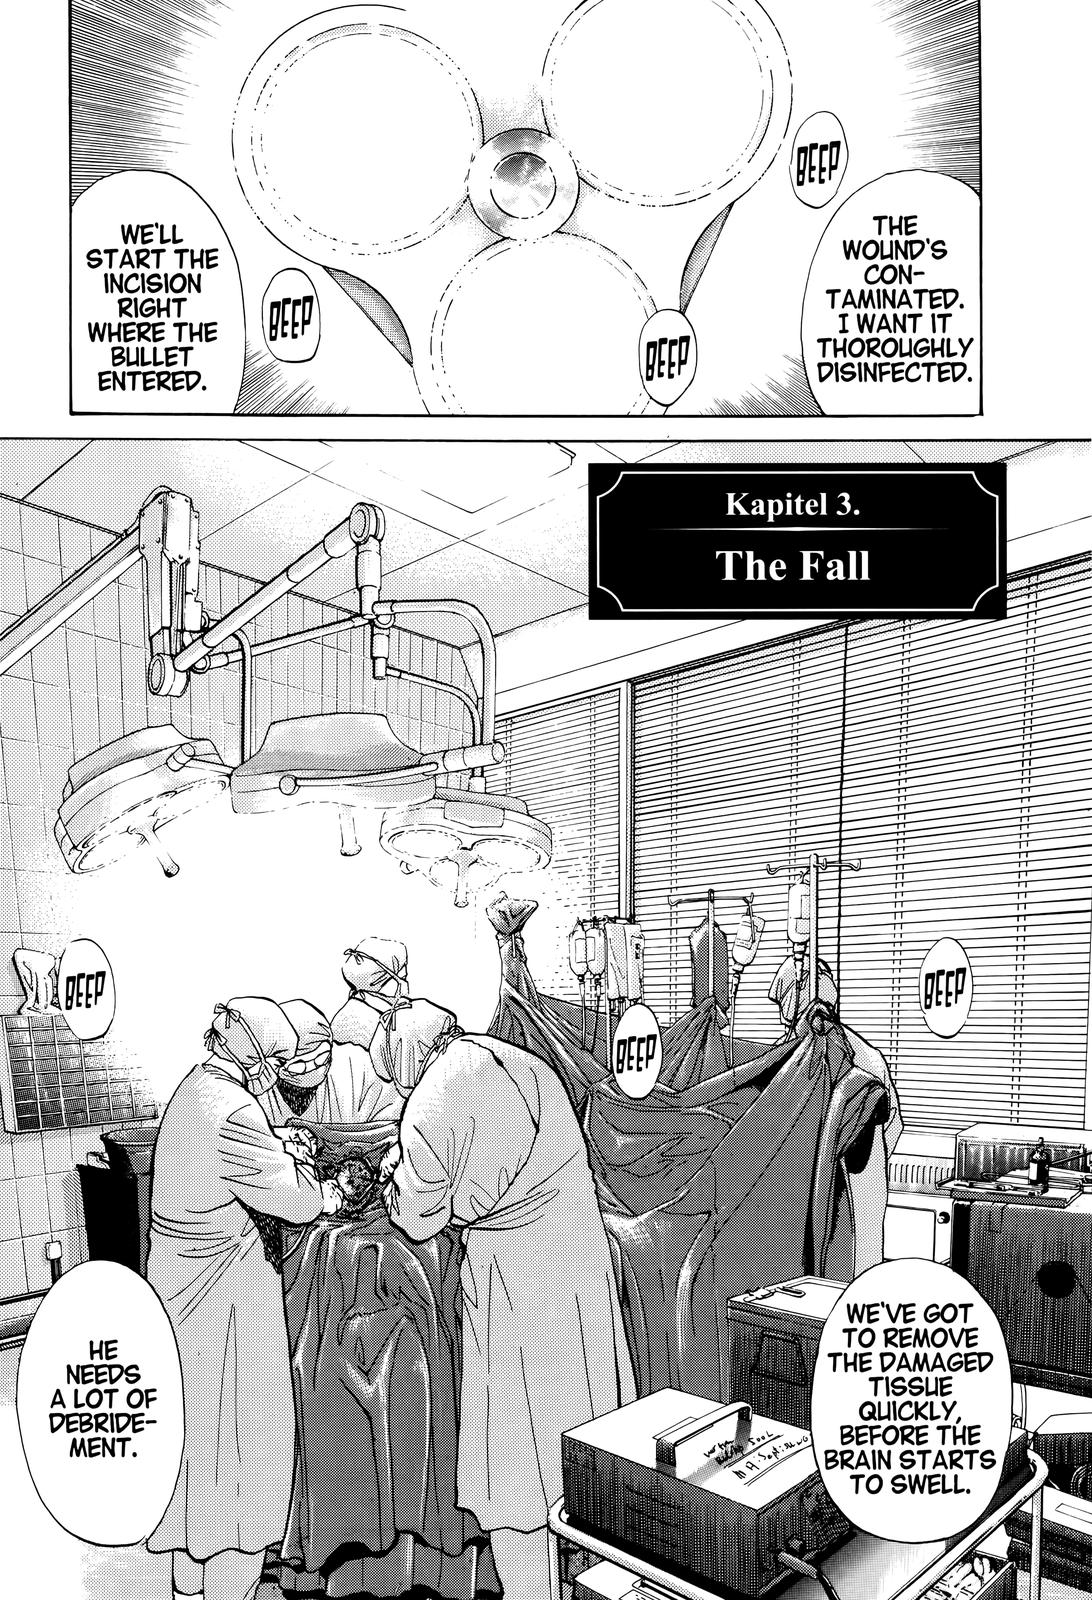 BEEP
THE
WOUND'S
CON-
TAMINATED.
I WANT IT
THOROUGHLY
DISINFECTED.
BEEP
BEEP
WE'LL
START THE
INCISION
RIGHT
WHERE THE
BULLET
ENTERED.
Kapitel 3.
The Fall
BEEP
BEEP
BEEP
WE'VE GOT
TO REMOVE
THE DAMAGED
TISSUE
QUICKLY,
BEFORE THE
BRAIN STARTS
TO SWELL.
HE
NEEDS
A LOT OF
DEBRIDE-
MENT.